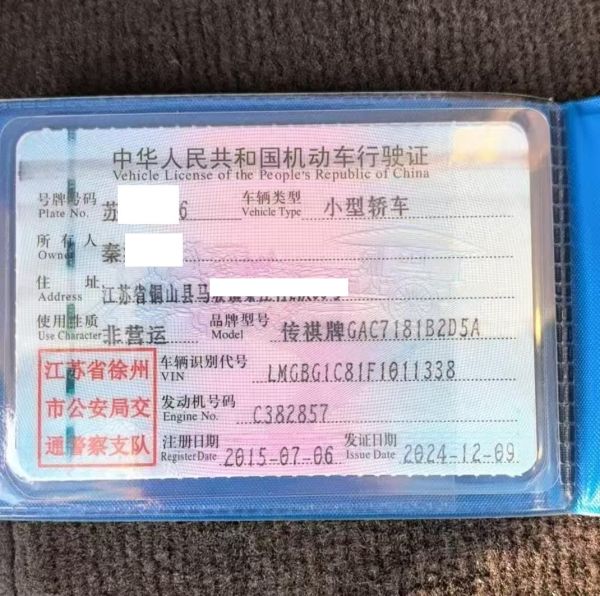 中华人民共和国机动车行驶证
Vehicle License of the People's Republic of China
号牌号码 苏 6 车辆类型 小型轿车
Plate No. Vehicle Type
所有人 秦
Owner
住址 江苏省铜山县马
Address
使用性质 非营运 品牌型号 传祺牌GAC7181B2D5A
Use Character Model
江苏省徐州
市公安局交
通警察支队
车辆识别代号 LMGBG1C81F1011338
VIN
发动机号码 C382857
Engine No.
注册日期 2015-07-06 发证日期 2024-12-09
Register Date Issue Date